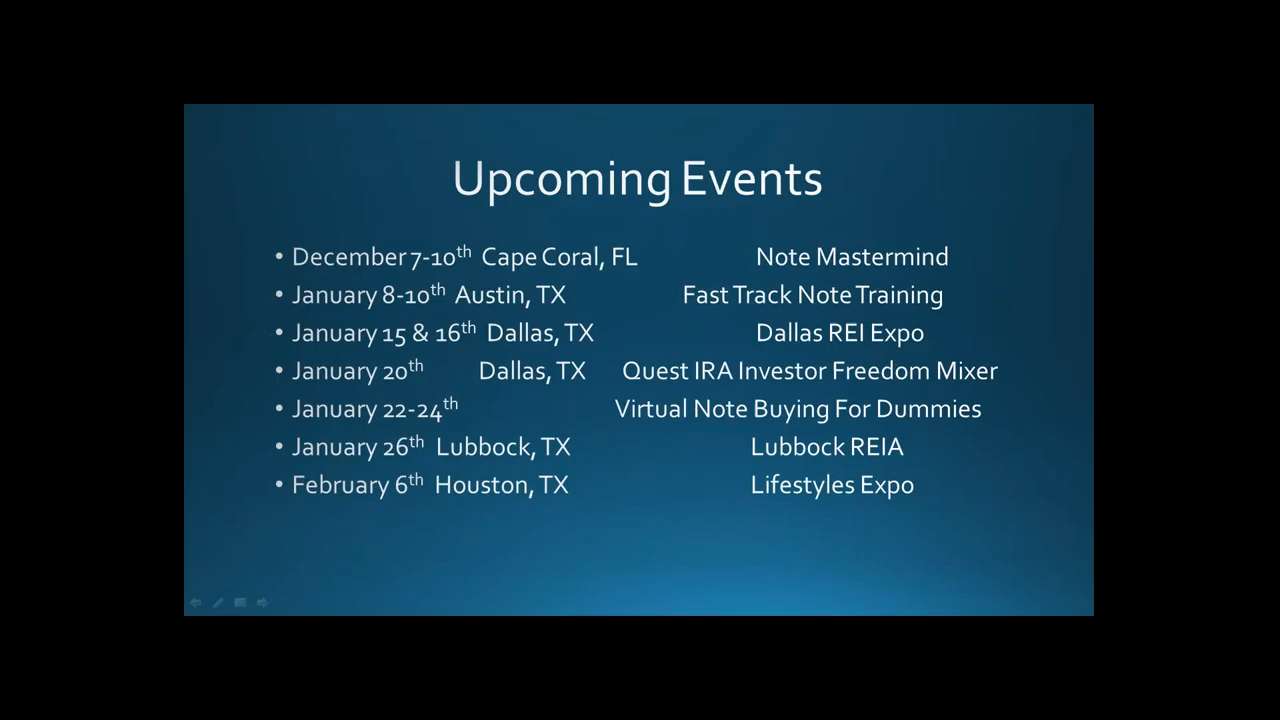 Upcoming Events
• December 7-10th Cape Coral, FL Note Mastermind
• January 8-10th Austin, TX Fast Track Note Training
• January 15 & 16th Dallas, TX Dallas REI Expo
• January 20th Dallas, TX Quest IRA Investor Freedom Mixer
• January 22-24th Virtual Note Buying For Dummies
• January 26th Lubbock, TX Lubbock REIA
• February 6th Houston, TX Lifestyles Expo